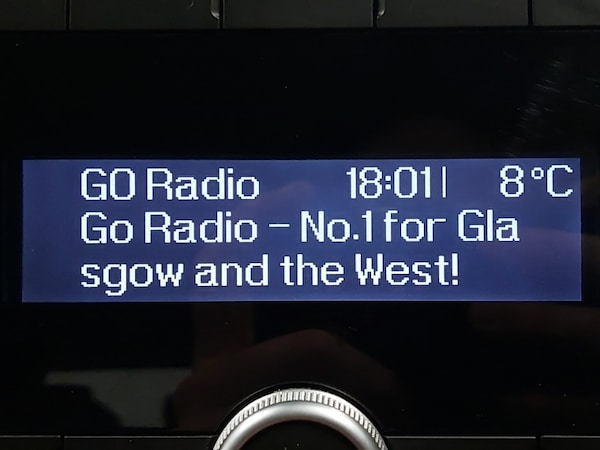 GO Radio 18:01| 8°C
Go Radio - No.1 for Gla
sgow and the West!